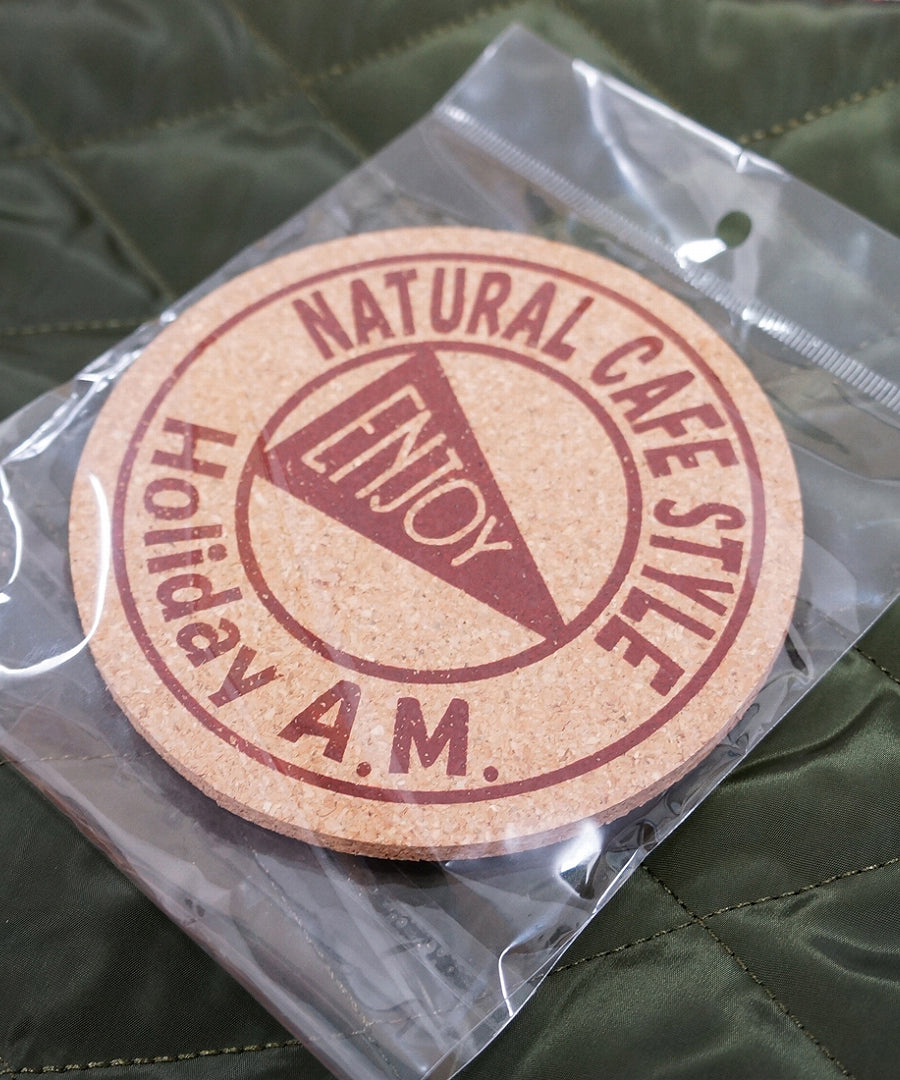 NATURAL CAFE STYLE
ENJOY
Holiday A.M.